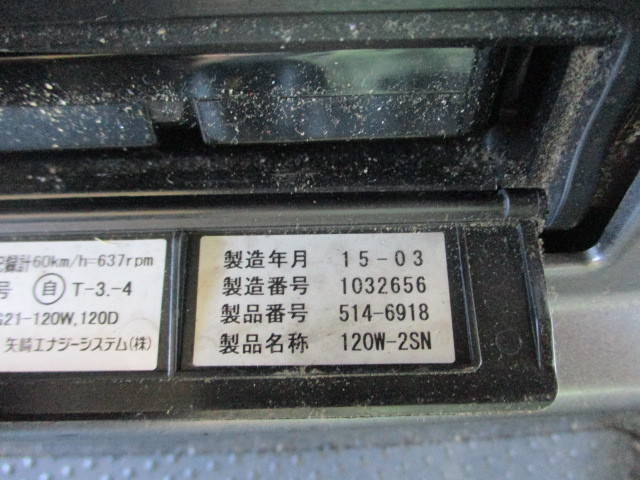 録計60km/h=637rpm
号 自 T-3.-4
G21-120W,120D
矢崎エナジーシステム(株)
製造年月 15-03
製造番号 1032656
製品番号 514-6918
製品名称 120W-2SN